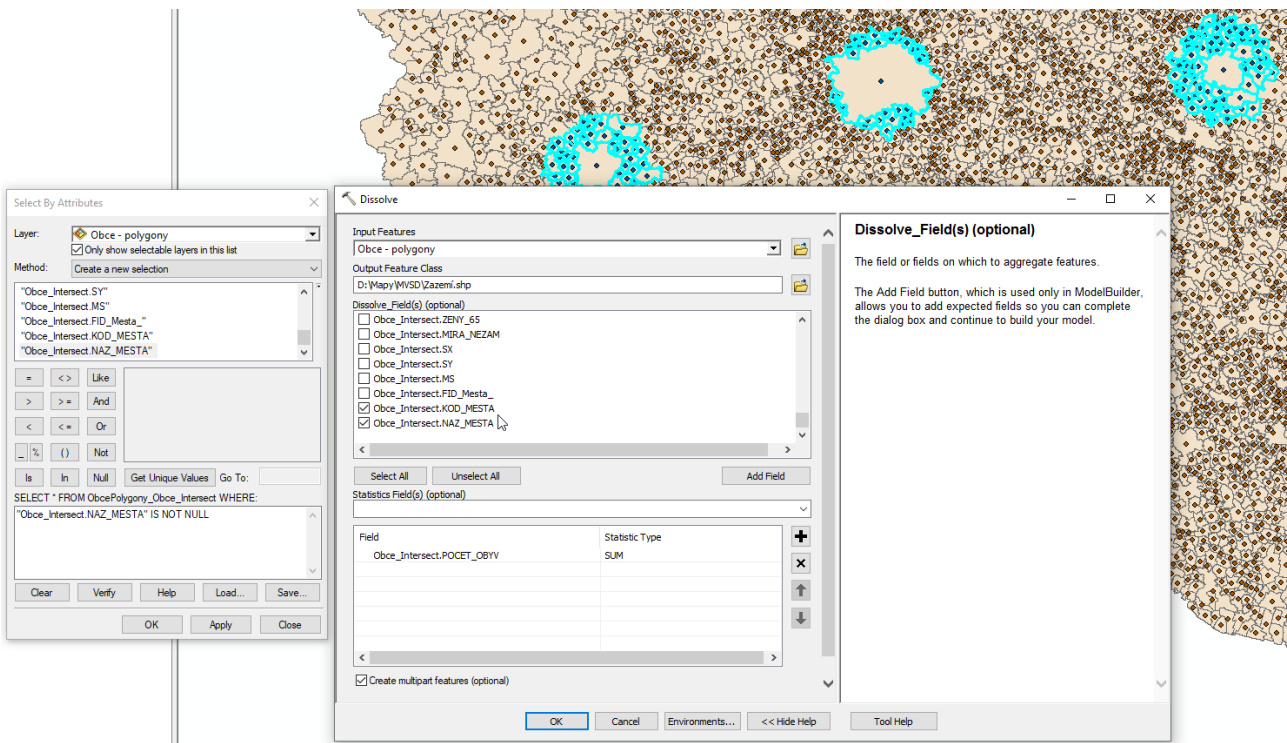 Select By Attributes
Layer:
Obce - polygony
Only show selectable layers in this list
Method:
Create a new selection
"Obce_Intersect.SY"
"Obce_Intersect.MS"
"Obce_Intersect.FID_Mesta_"
"Obce_Intersect.KOD_MESTA"
"Obce_Intersect.NAZ_MESTA"
= < > Like
> > = And
< < = Or
_ % ( ) Not
Is In Null Get Unique Values Go To:
SELECT * FROM ObcePolygony_Obce_Intersect WHERE:
"Obce_Intersect.NAZ_MESTA" IS NOT NULL
Clear Verify Help Load... Save...
OK Apply Close
Dissolve
Input Features
Obce - polygony
Output Feature Class
D:\Mapy\MVSD\Zazemí.shp
Dissolve_Field(s) (optional)
Obce_Intersect.ZENY_65
Obce_Intersect.MIRA_NEZAM
Obce_Intersect.SX
Obce_Intersect.SY
Obce_Intersect.MS
Obce_Intersect.FID_Mesta_
Obce_Intersect.KOD_MESTA
Obce_Intersect.NAZ_MESTA
Select All Unselect All Add Field
Statistics Field(s) (optional)
Field Statistic Type
Obce_Intersect.POCET_OBYV SUM
Create multipart features (optional)
OK Cancel Environments... << Hide Help Tool Help
Dissolve_Field(s) (optional)
The field or fields on which to aggregate features.
The Add Field button, which is used only in ModelBuilder,
allows you to add expected fields so you can complete
the dialog box and continue to build your model.